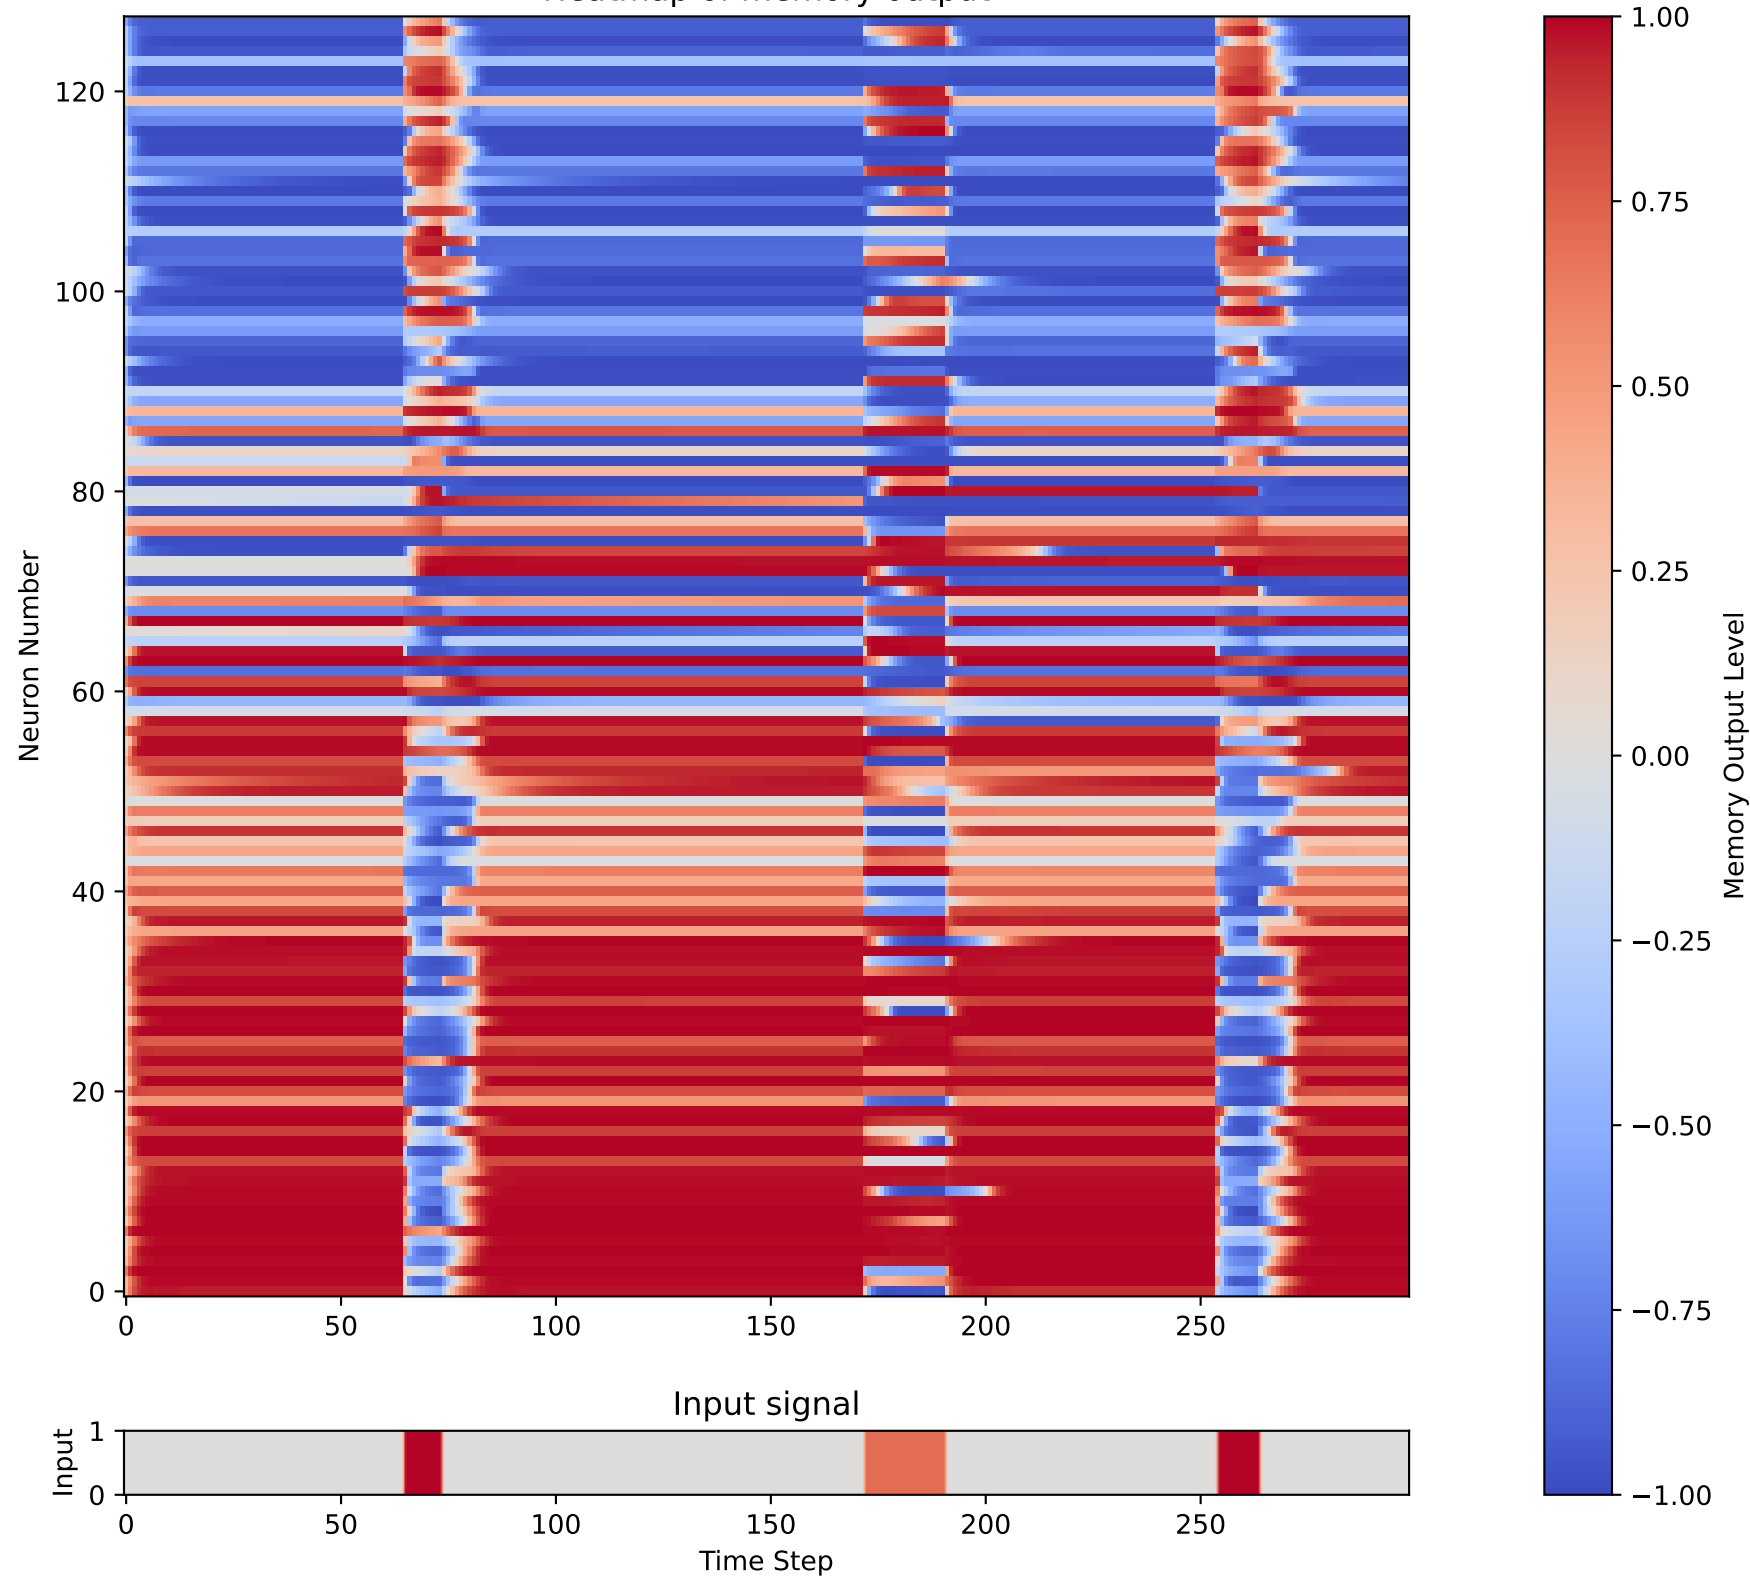 120
100
80
60
40
20
0
Neuron Number
0 50 100 150 200 250
1.00
0.75
0.50
0.25
0.00
−0.25
−0.50
−0.75
−1.00
Memory Output Level
Input signal
1
0
Input
0 50 100 150 200 250
Time Step